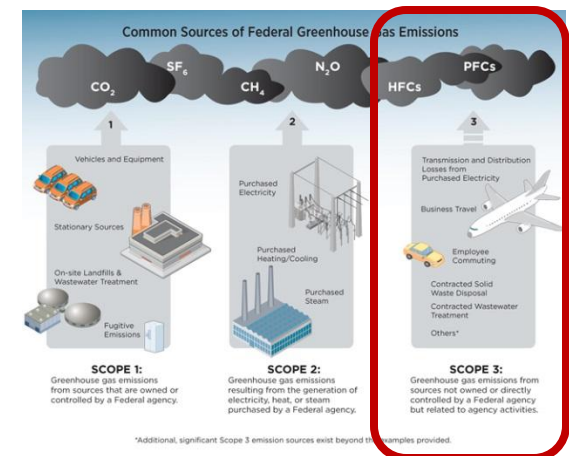 Common Sources of Federal Greenhouse Gas Emissions
CO2
SF6
CH4
N2O
HFCs
PFCs
1
Vehicles and Equipment
Stationary Sources
On-site Landfills &
Wastewater Treatment
Fugitive
Emissions
SCOPE 1:
Greenhouse gas emissions
from sources that are owned or
controlled by a Federal agency.
2
Purchased
Electricity
Purchased
Heating/Cooling
Purchased
Steam
SCOPE 2:
Greenhouse gas emissions
resulting from the generation of
electricity, heat, or steam
purchased by a Federal agency.
3
Transmission and Distribution
Losses from
Purchased Electricity
Business Travel
Employee
Commuting
Contracted Solid
Waste Disposal
Contracted Wastewater
Treatment
Others*
SCOPE 3:
Greenhouse gas emissions from
sources not owned or directly
controlled by a Federal agency
but related to agency activities.
*Additional, significant Scope 3 emission sources exist beyond the examples provided.